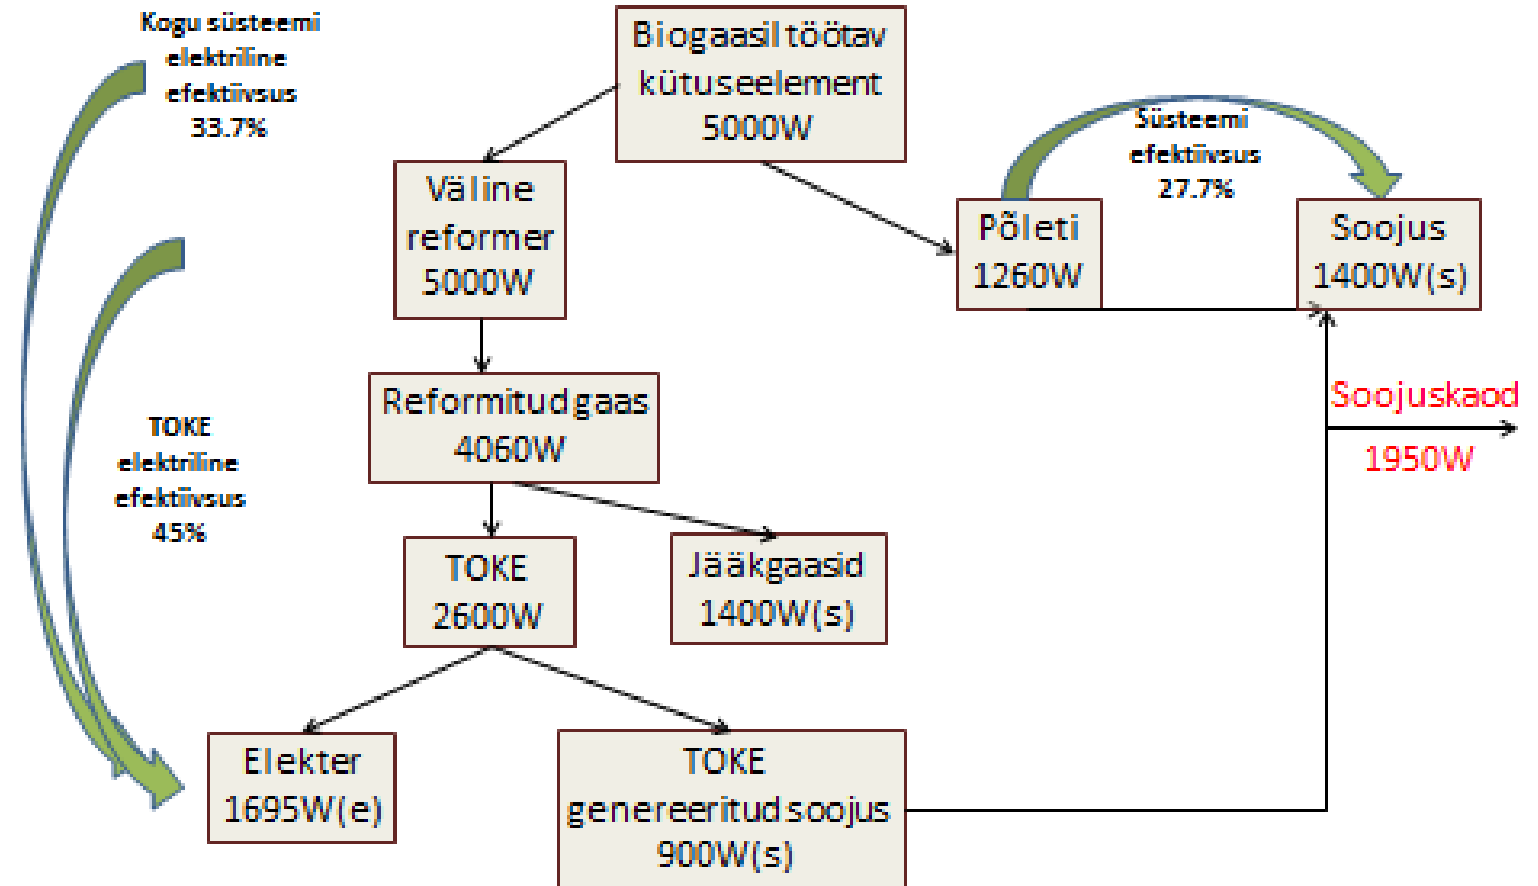 Kogu süsteemi
elektriline
efektiivsus
33.7%
Biogaasil töötav
kütuseelement
5000W
Süsteemi
efektiivsus
27.7%
Väline
reformer
5000W
Põleti
1260W
Soojus
1400W(s)
Reformitud gaas
4060W
Soojuskaod
1950W
TOKE
elektriline
efektiivsus
45%
TOKE
2600W
Jääkgaasid
1400W(s)
Elekter
1695W(e)
TOKE
genereeritud soojus
900W(s)